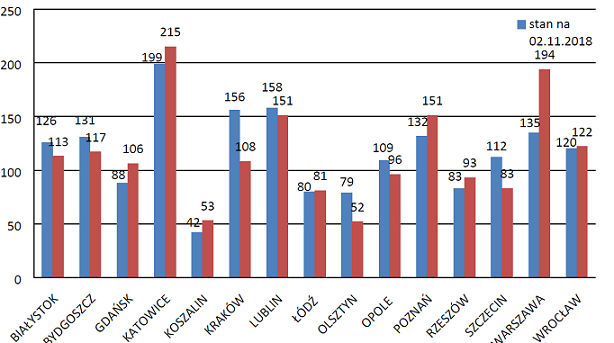 250
200
150
100
50
0
stan na
02.11.2018
126
113
131
117
88
106
199
215
42
53
156
108
158
151
80
81
79
52
109
96
132
151
83
93
112
83
135
194
120
122
BIAŁYSTOK
BYDGOSZCZ
GDAŃSK
KATOWICE
KOSZALIN
KRAKÓW
LUBLIN
ŁÓDŹ
OLSZTYN
OPOLE
POZNAŃ
RZESZÓW
SZCZECIN
WARSZAWA
WROCŁAW